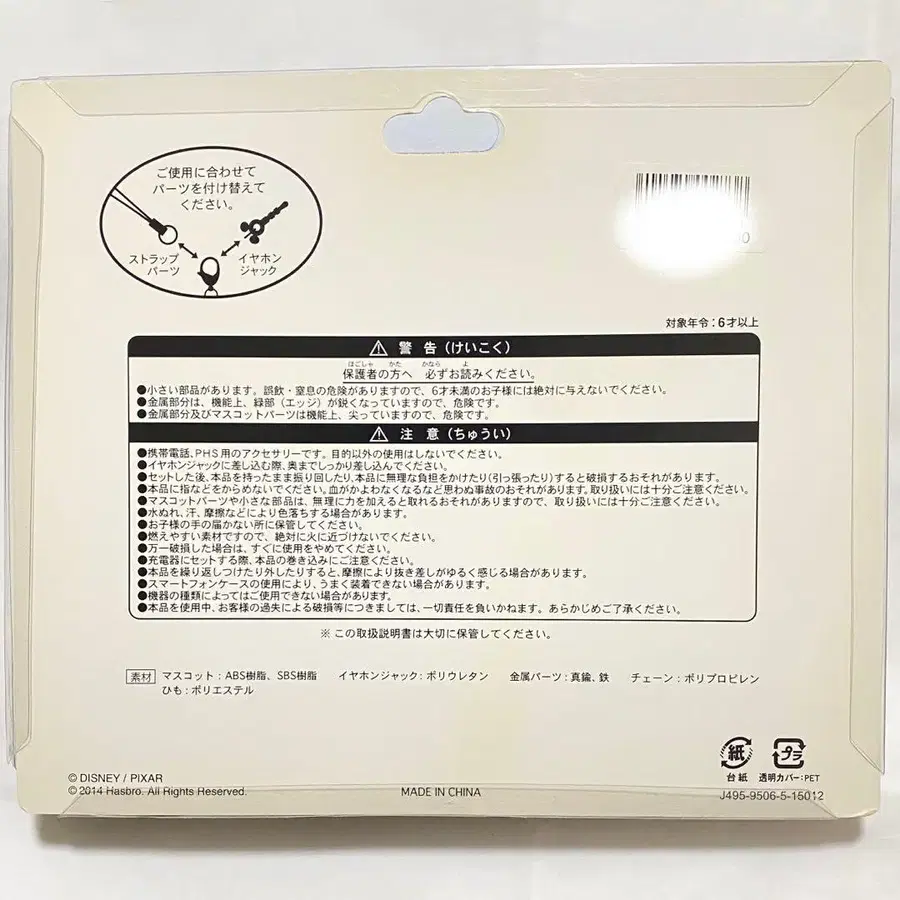 ご使用に合わせて
パーツを付け替えて
ください。
ストラップ
パーツ
イヤホン
ジャック
対象年令：6才以上
警告（けいこく）
ほごしゃ かた かなら よ
保護者の方へ 必ずお読みください。
●小さい部品があります。誤飲・窒息の危険がありますので、6才未満のお子様には絶対に与えないでください。
●金属部分は、機能上、緑部（エッジ）が鋭くなっていますので、危険です。
●金属部分及びマスコットパーツは機能上、尖っていますので、危険です。
注意（ちゅうい）
●携帯電話、PHS用のアクセサリーです。目的以外の使用はしないでください。
●イヤホンジャックに差し込む際、奥までしっかり差し込んでください。
●セットした後、本品を持ったまま振り回したり、本品に無理な負担をかけたり(引っ張ったり)すると破損するおそれがあります。
●本品に指などをからめないでください。血がかよわなくなるなど思わぬ事故のおそれがあります。取り扱いには十分ご注意ください。
●マスコットパーツや小さな部品は、無理に力を加えると取れるおそれがありますので、取り扱いには十分ご注意ください。
●水ぬれ、汗、摩擦などにより色落ちする場合があります。
●お子様の手の届かない所に保管してください。
●燃えやすい素材ですので、絶対に火に近づけないでください。
●万一破損した場合は、すぐに使用をやめてください。
●充電器にセットする際、本品の巻き込みにご注意ください。
●本品を繰り返しつけたり外したりすると、摩擦により抜き差しがゆるく感じる場合があります。
●スマートフォンケースの使用により、うまく装着できない場合があります。
●機器の種類によってはご使用できない場合があります。
●本品を使用中、お客様の過失による破損等につきましては、一切責任を負いかねます。あらかじめご了承ください。
※ この取扱説明書は大切に保管してください。
素材 マスコット：ABS樹脂、SBS樹脂 イヤホンジャック：ポリウレタン 金属パーツ：真鍮、鉄 チェーン：ポリプロピレン
ひも：ポリエステル
紙 プラ
台紙 透明カバー：PET
© DISNEY / PIXAR
© 2014 Hasbro. All Rights Reserved.
MADE IN CHINA
J495-9506-5-15012